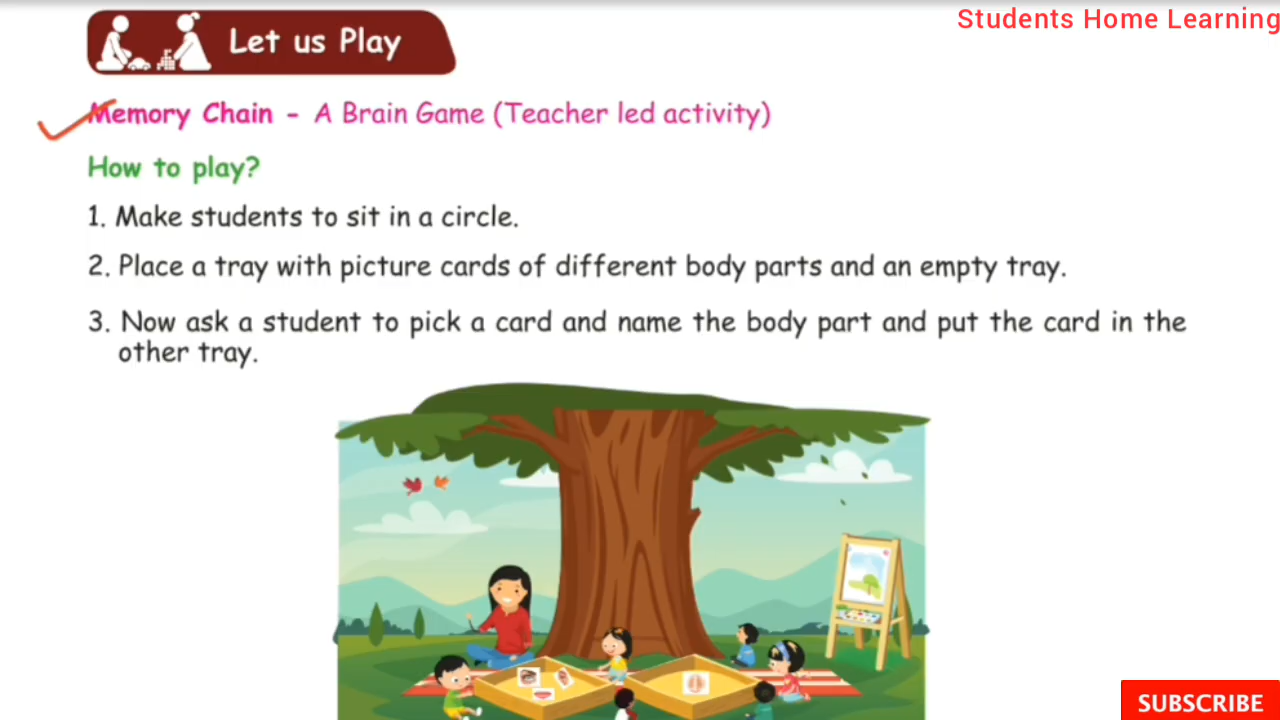 Students Home Learning
Let us Play
Memory Chain - A Brain Game (Teacher led activity)
How to play?
1. Make students to sit in a circle.
2. Place a tray with picture cards of different body parts and an empty tray.
3. Now ask a student to pick a card and name the body part and put the card in the
other tray.
SUBSCRIBE